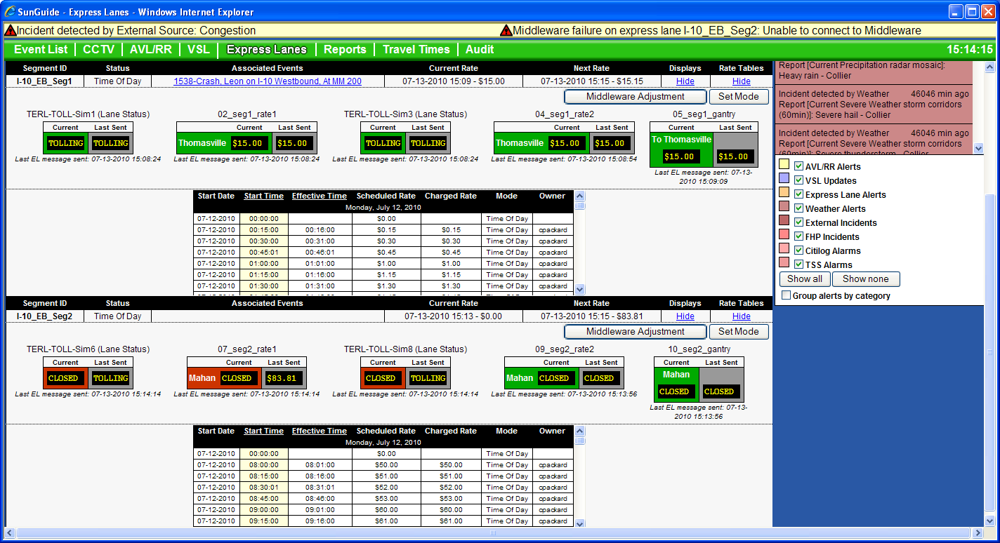 SunGuide - Express Lanes - Windows Internet Explorer
Incident detected by External Source: Congestion Middleware failure on express lane I-10_EB_Seg2: Unable to connect to Middleware
Event List CCTV AVL/RR VSL Express Lanes Reports Travel Times Audit 15:14:15
Segment ID Status Associated Events Current Rate Next Rate Displays Rate Tables
I-10_EB_Seg1 Time Of Day 1538-Crash, Leon on I-10 Westbound, At MM 200 07-13-2010 15:09 - $15.00 07-13-2010 15:15 - $15.15 Hide Hide
Middleware Adjustment Set Mode
TERL-TOLL-Sim1 (Lane Status) 02_seg1_rate1 TERL-TOLL-Sim3 (Lane Status) 04_seg1_rate2 05_seg1_gantry
Current Last Sent Current Last Sent Current Last Sent Current Last Sent Current Last Sent
TOLLING TOLLING Thomasville $15.00 $15.00 TOLLING TOLLING Thomasville $15.00 $15.00 To Thomasville
$15.00 $15.00
Last EL message sent: 07-13-2010 15:08:24 Last EL message sent: 07-13-2010 15:08:24 Last EL message sent: 07-13-2010 15:08:24 Last EL message sent: 07-13-2010 15:08:54 Last EL message sent: 07-13-
2010 15:09:09
Start Date Start Time Effective Time Scheduled Rate Charged Rate Mode Owner
Monday, July 12, 2010
07-12-2010 00:00:00 $0.00 Time Of Day
07-12-2010 00:15:00 00:16:00 $0.15 $0.15 Time Of Day cpackard
07-12-2010 00:30:00 00:31:00 $0.30 $0.30 Time Of Day cpackard
07-12-2010 00:45:01 00:46:01 $0.45 $0.45 Time Of Day cpackard
07-12-2010 01:00:00 01:01:00 $1.00 $1.00 Time Of Day cpackard
07-12-2010 01:15:00 01:16:00 $1.15 $1.15 Time Of Day cpackard
07-12-2010 01:30:00 01:31:00 $1.30 $1.30 Time Of Day cpackard
Segment ID Status Associated Events Current Rate Next Rate Displays Rate Tables
I-10_EB_Seg2 Time Of Day 07-13-2010 15:13 - $0.00 07-13-2010 15:15 - $83.81 Hide Hide
Middleware Adjustment Set Mode
TERL-TOLL-Sim6 (Lane Status) 07_seg2_rate1 TERL-TOLL-Sim8 (Lane Status) 09_seg2_rate2 10_seg2_gantry
Current Last Sent Current Last Sent Current Last Sent Current Last Sent Current Last Sent
CLOSED TOLLING Mahan CLOSED $83.81 CLOSED TOLLING Mahan CLOSED CLOSED Mahan
CLOSED CLOSED
Last EL message sent: 07-13-2010 15:14:14 Last EL message sent: 07-13-2010 15:14:14 Last EL message sent: 07-13-2010 15:14:14 Last EL message sent: 07-13-2010 15:13:56 Last EL message sent: 07-13-
2010 15:13:56
Start Date Start Time Effective Time Scheduled Rate Charged Rate Mode Owner
Monday, July 12, 2010
07-12-2010 00:00:00 $0.00 Time Of Day
07-12-2010 08:00:00 08:01:00 $50.00 $50.00 Time Of Day cpackard
07-12-2010 08:15:00 08:16:00 $51.00 $51.00 Time Of Day cpackard
07-12-2010 08:30:01 08:31:01 $52.00 $52.00 Time Of Day cpackard
07-12-2010 08:45:00 08:46:00 $53.00 $53.00 Time Of Day cpackard
07-12-2010 09:00:00 09:01:00 $60.00 $60.00 Time Of Day cpackard
07-12-2010 09:15:00 09:16:00 $61.00 $61.00 Time Of Day cpackard
Report [Current Precipitation radar mosaic]:
Heavy rain - Collier
Incident detected by Weather 46046 min ago
Report [Current Severe Weather storm corridors
(60min)]: Severe hail - Collier
Incident detected by Weather 46046 min ago
Report [Current Severe Weather storm corridors
(60min)]: Severe thunderstorm - Collier
AVL/RR Alerts
VSL Updates
Express Lane Alerts
Weather Alerts
External Incidents
FHP Incidents
Citilog Alarms
TSS Alarms
Show all Show none
Group alerts by category